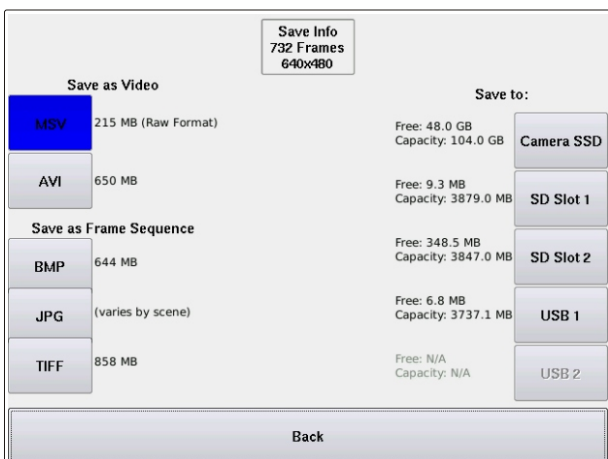 Save Info
732 Frames
640x480
Save as Video
MSV
215 MB (Raw Format)
AVI
650 MB
Save as Frame Sequence
BMP
644 MB
JPG
(varies by scene)
TIFF
858 MB
Save to:
Free: 48.0 GB
Capacity: 104.0 GB
Camera SSD
Free: 9.3 MB
Capacity: 3879.0 MB
SD Slot 1
Free: 348.5 MB
Capacity: 3847.0 MB
SD Slot 2
Free: 6.8 MB
Capacity: 3737.1 MB
USB 1
Free: N/A
Capacity: N/A
USB 2
Back